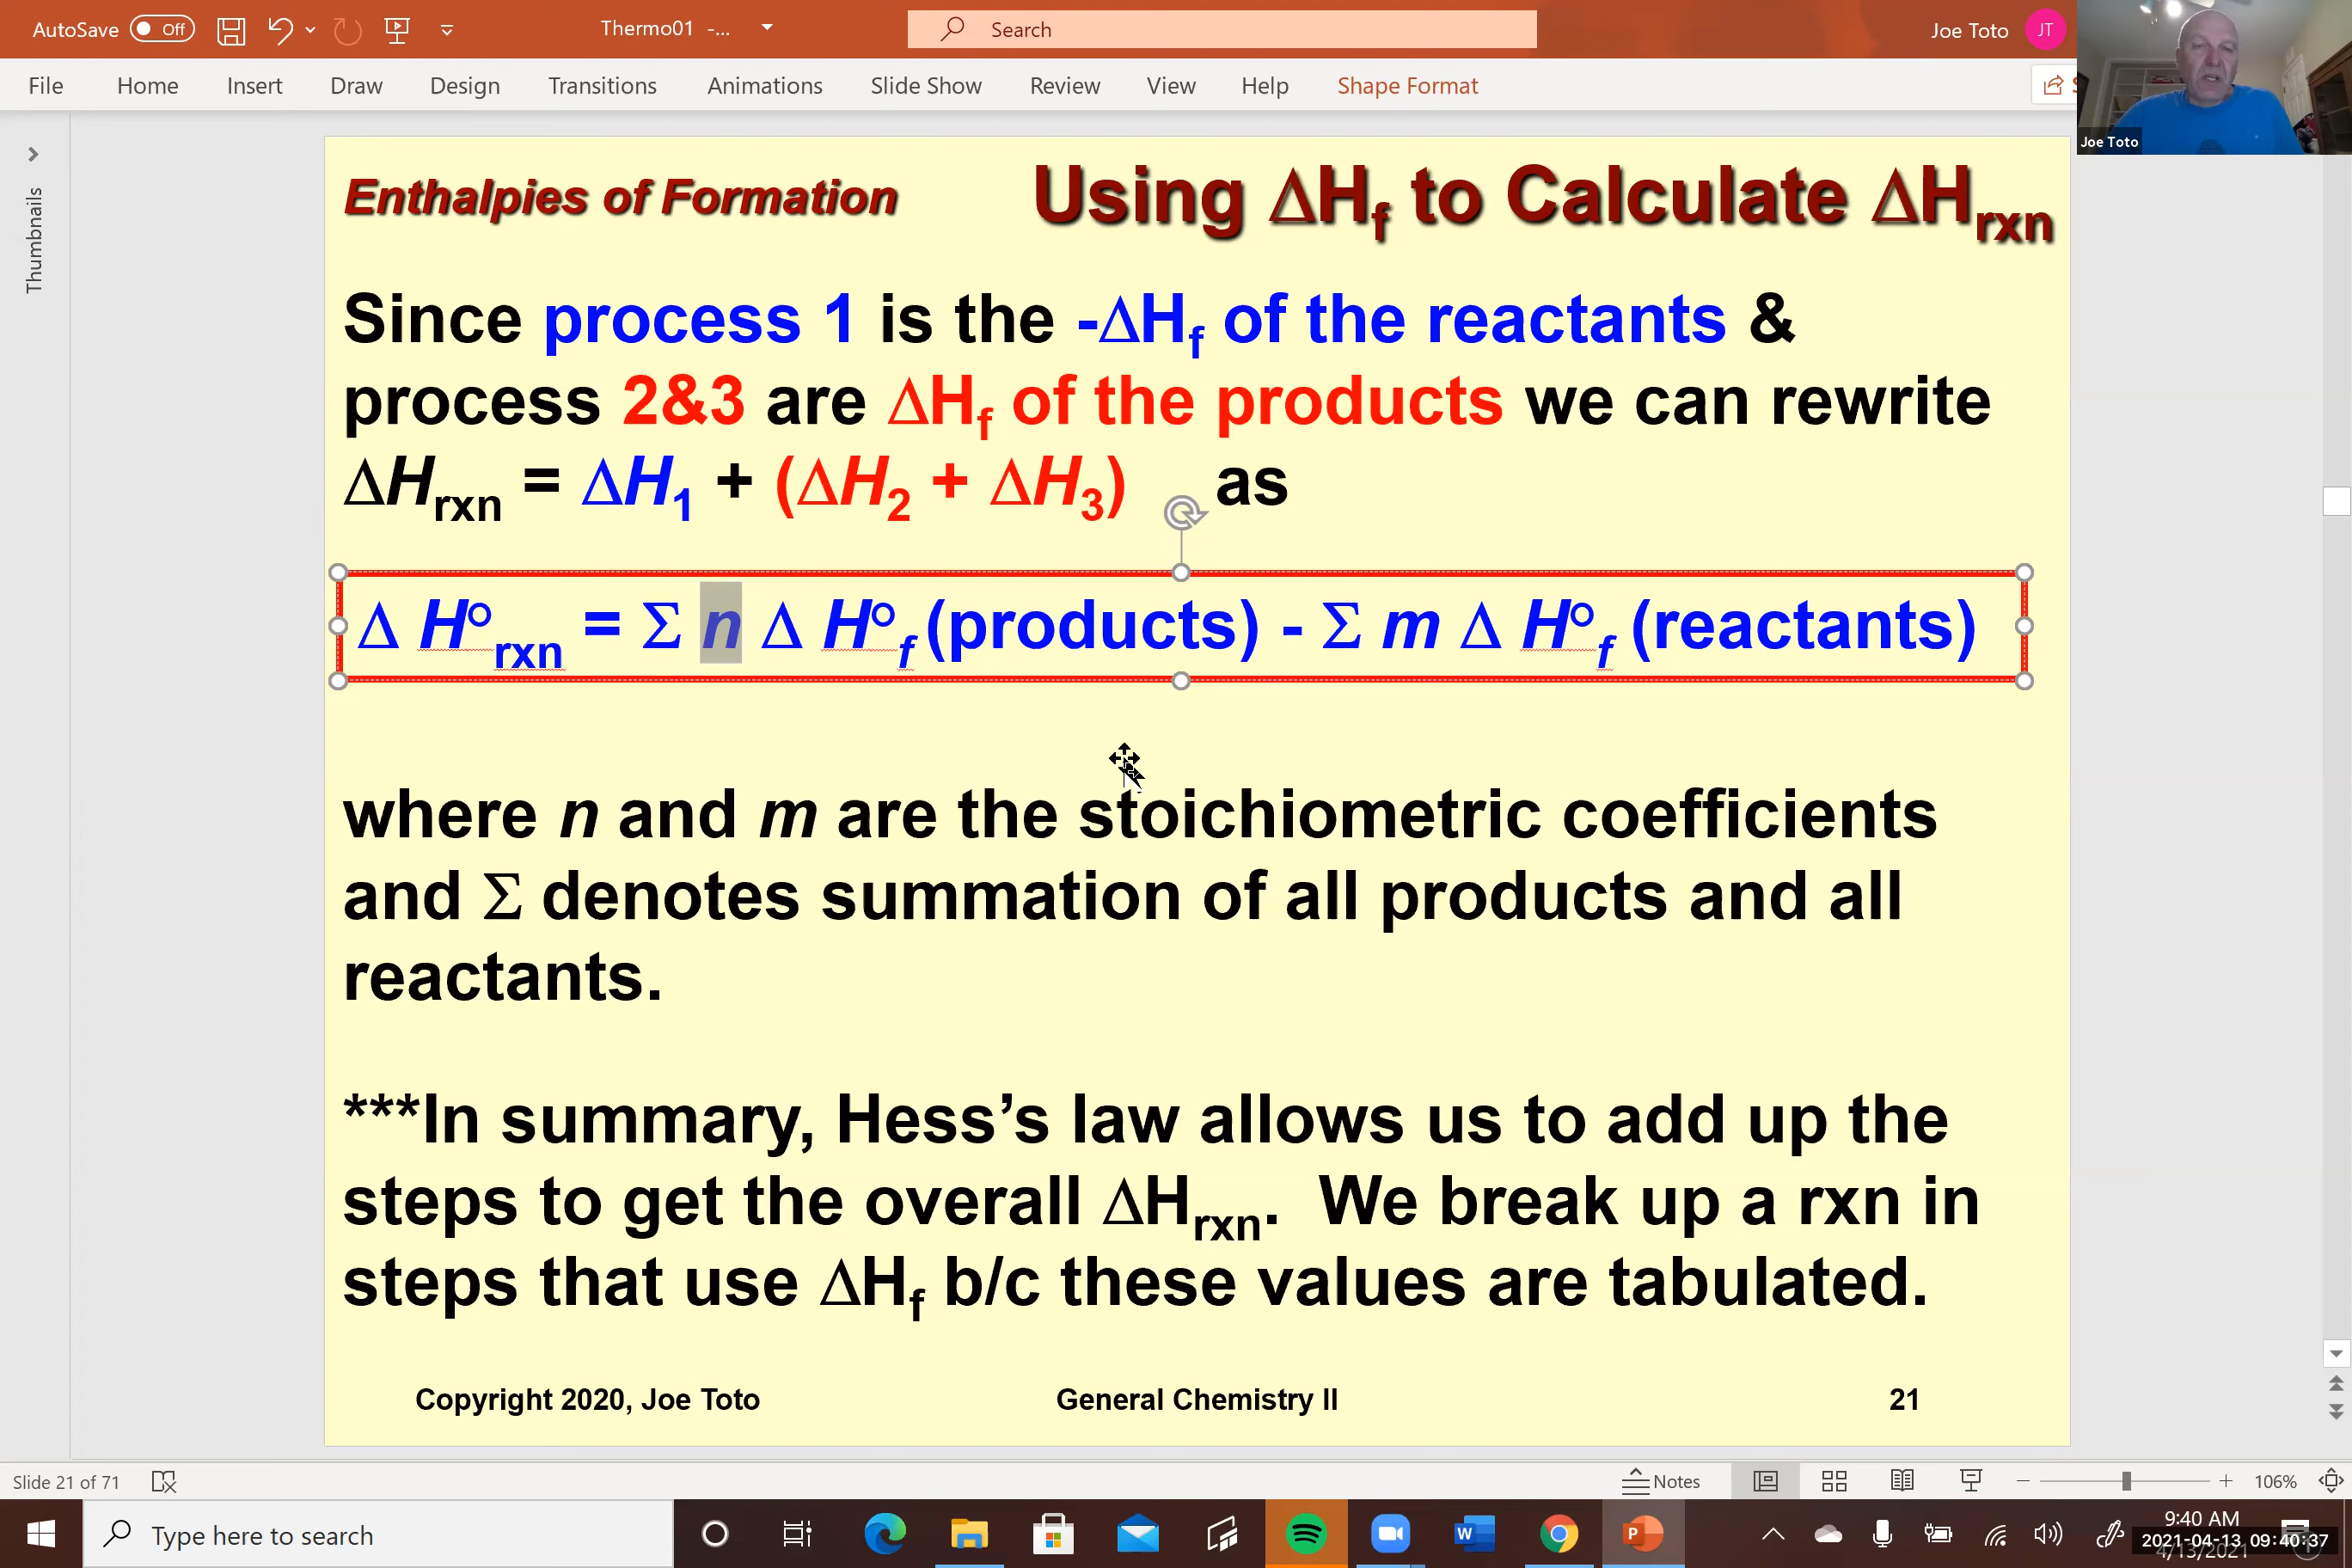 AutoSave Off Thermo01 -... Search Joe Toto JT
File Home Insert Draw Design Transitions Animations Slide Show Review View Help Shape Format
Joe Toto
Thumbnails
Enthalpies of Formation Using ΔHf to Calculate ΔHrxn
Since process 1 is the -ΔHf of the reactants &
process 2&3 are ΔHf of the products we can rewrite
ΔHrxn = ΔH1 + (ΔH2 + ΔH3) as
Δ H°rxn = Σ n Δ H°f (products) - Σ m Δ H°f (reactants)
where n and m are the stoichiometric coefficients
and Σ denotes summation of all products and all
reactants.
***In summary, Hess’s law allows us to add up the
steps to get the overall ΔHrxn. We break up a rxn in
steps that use ΔHf b/c these values are tabulated.
Copyright 2020, Joe Toto General Chemistry II 21
Slide 21 of 71 Notes 106%
Type here to search
9:40 AM
2021-04-13 09:40:37
4/13/2021